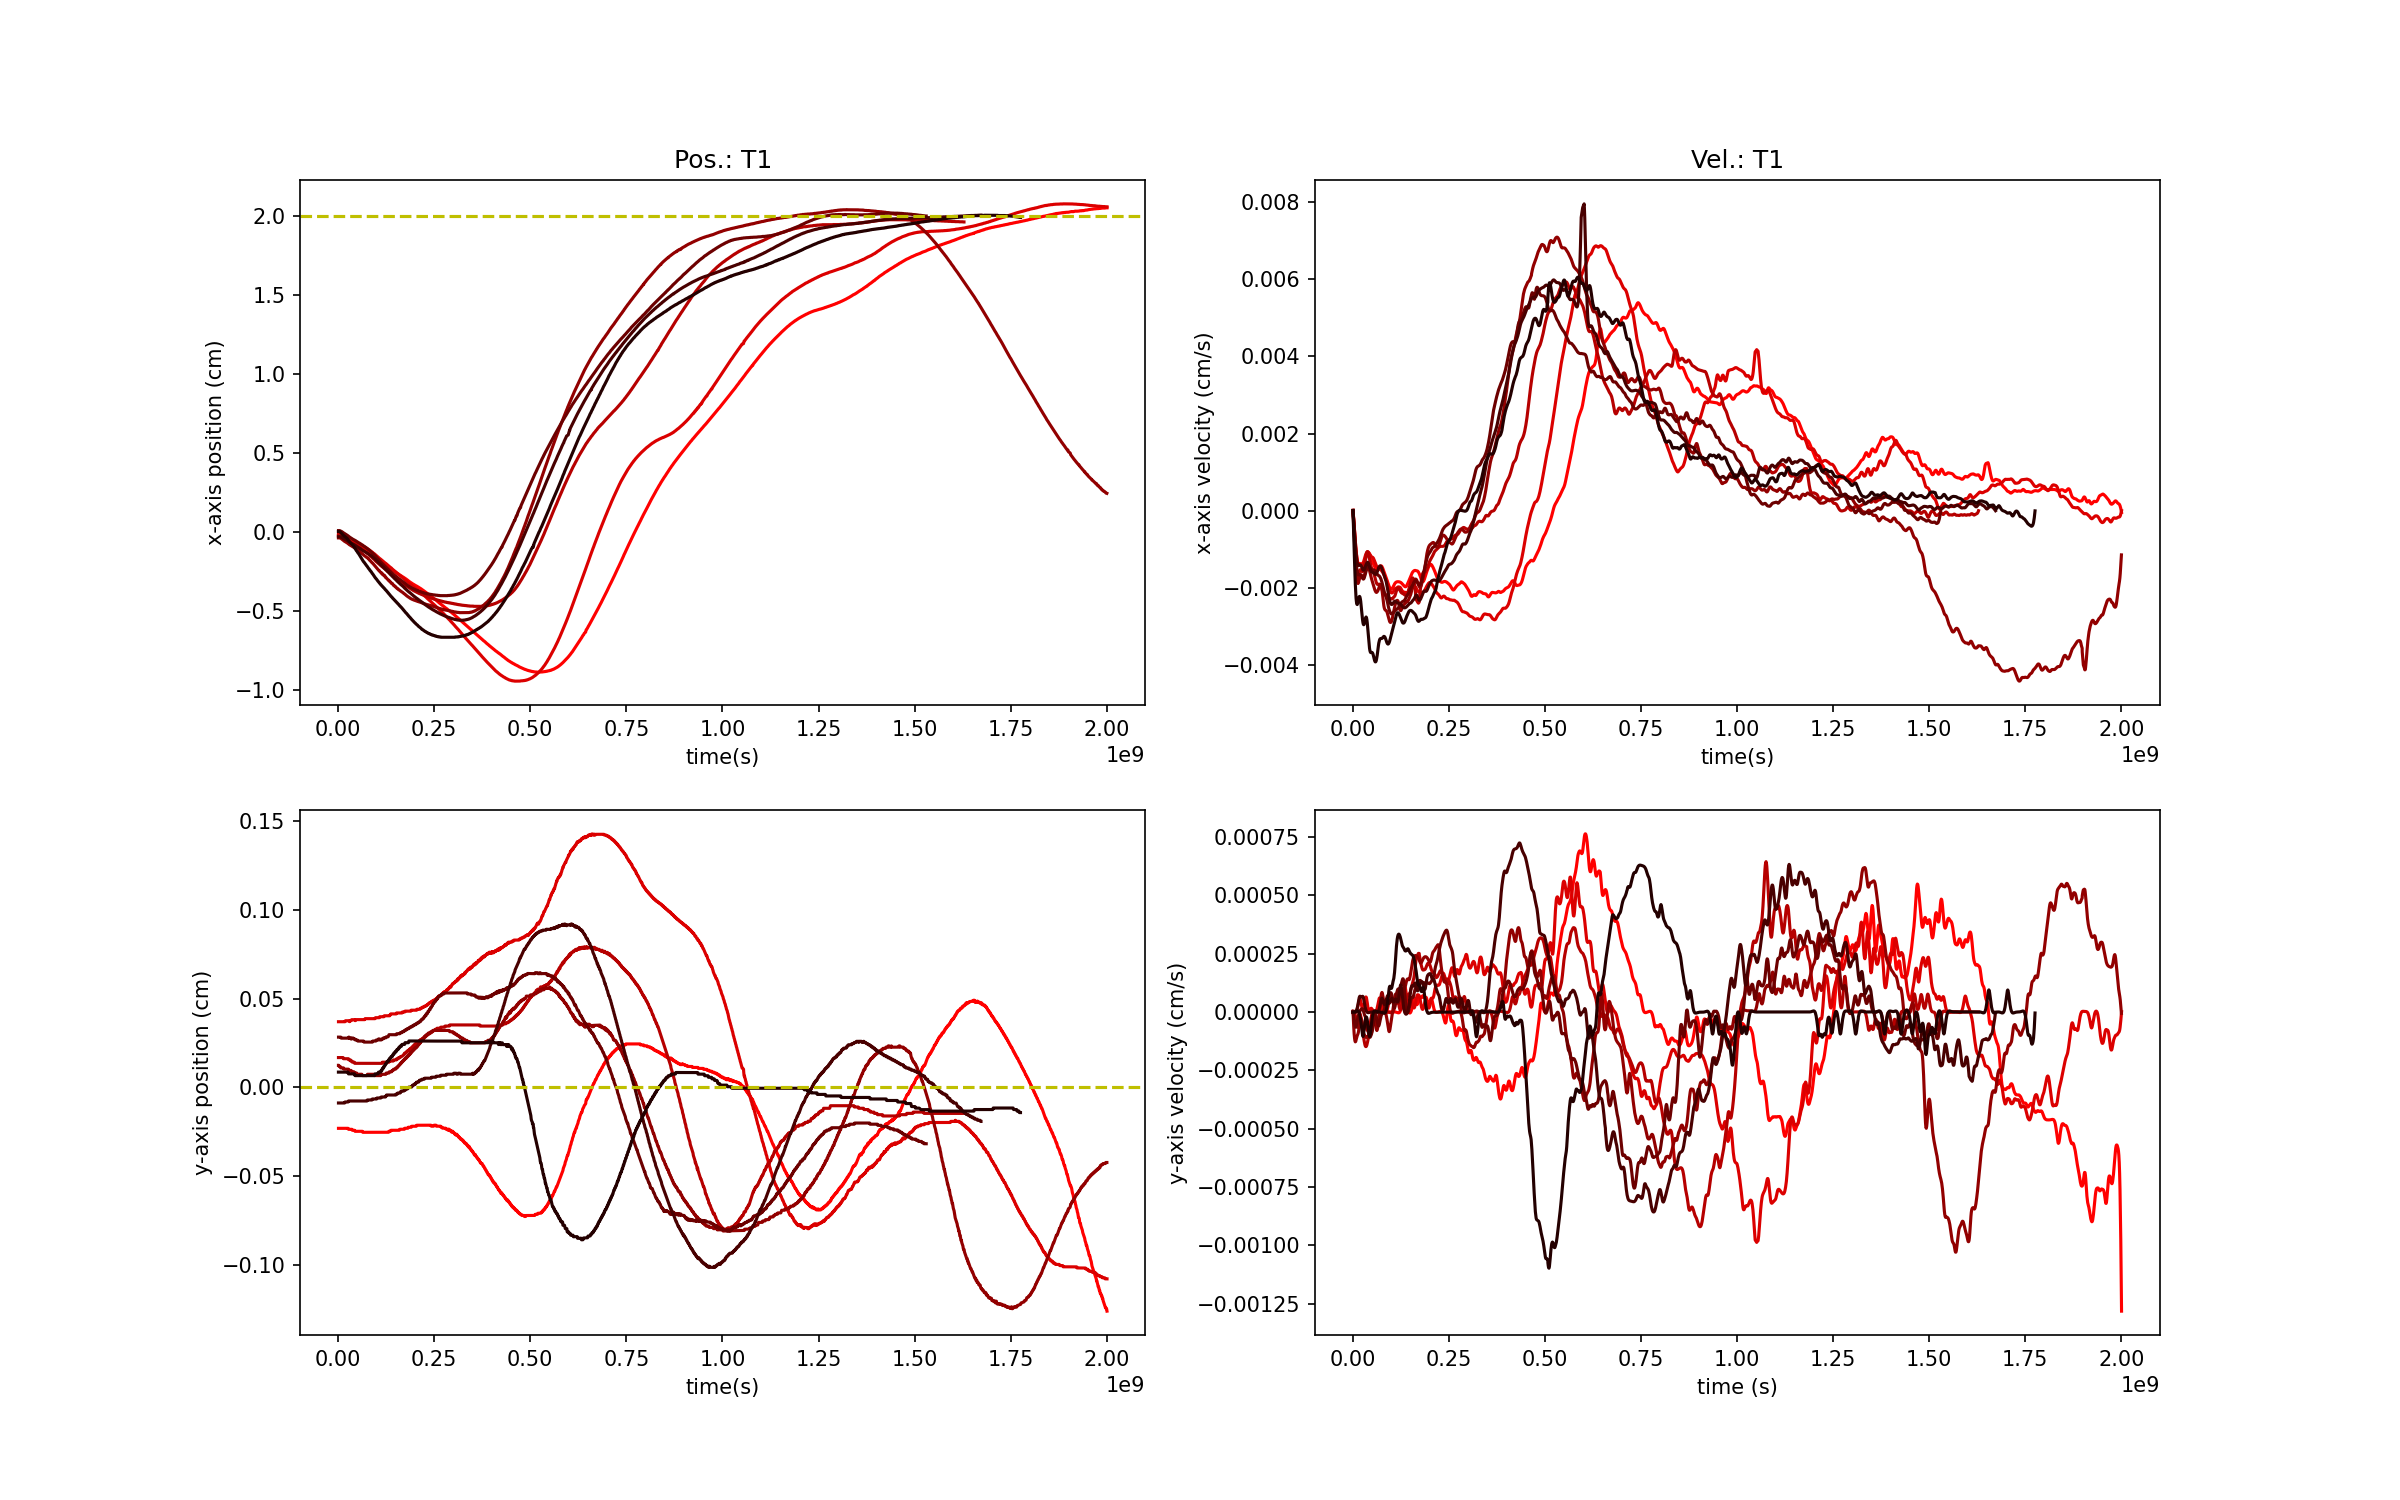 Pos.: T1
x-axis position (cm)
2.0
1.5
1.0
0.5
0.0
−0.5
−1.0
0.00 0.25 0.50 0.75 1.00 1.25 1.50 1.75 2.00
time(s)
1e9
Vel.: T1
x-axis velocity (cm/s)
0.008
0.006
0.004
0.002
0.000
−0.002
−0.004
0.00 0.25 0.50 0.75 1.00 1.25 1.50 1.75 2.00
time(s)
1e9
y-axis position (cm)
0.15
0.10
0.05
0.00
−0.05
−0.10
0.00 0.25 0.50 0.75 1.00 1.25 1.50 1.75 2.00
time(s)
1e9
y-axis velocity (cm/s)
0.00075
0.00050
0.00025
0.00000
−0.00025
−0.00050
−0.00075
−0.00100
−0.00125
0.00 0.25 0.50 0.75 1.00 1.25 1.50 1.75 2.00
time (s)
1e9